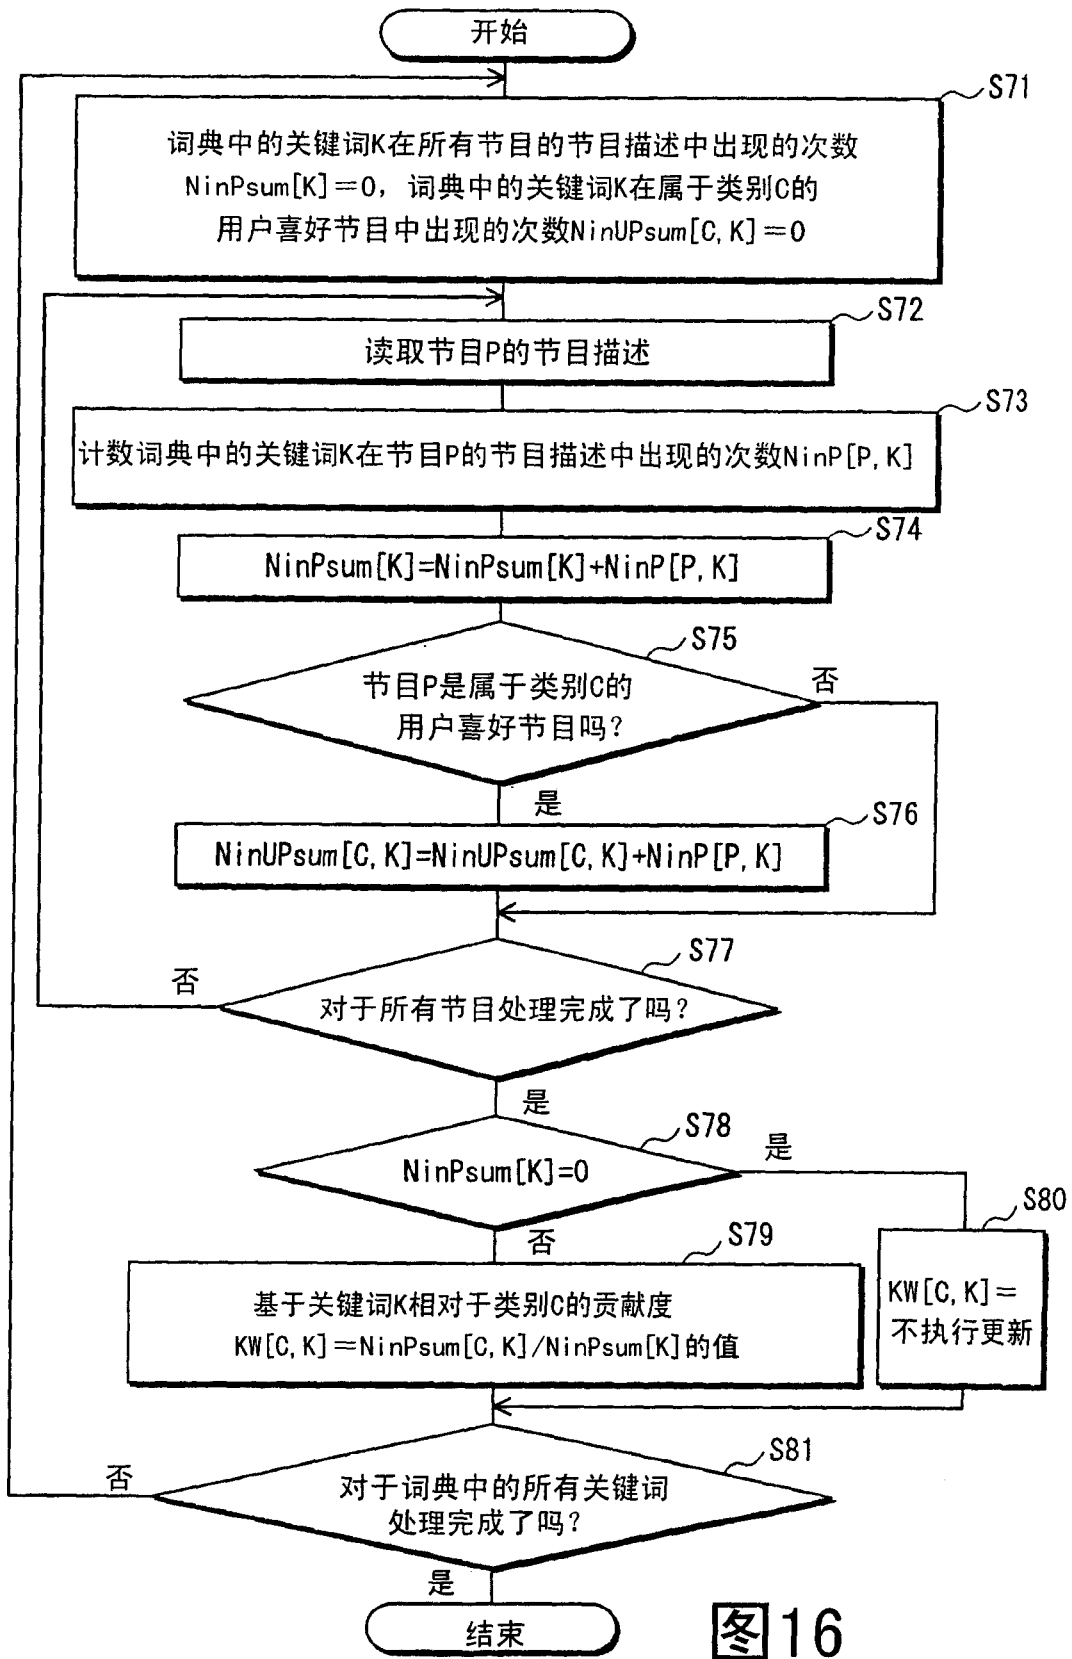 开始
S71
词典中的关键词K在所有节目的节目描述中出现的次数
NinPsum[K]=0, 词典中的关键词K在属于类别C的
用户喜好节目中出现的次数NinUPsum[C,K]=0
S72
读取节目P的节目描述
S73
计数词典中的关键词K在节目P的节目描述中出现的次数NinP[P,K]
S74
NinPsum[K]=NinPsum[K]+NinP[P,K]
S75
节目P是属于类别C的
用户喜好节目吗?
否
是
S76
NinUPsum[C,K]=NinUPsum[C,K]+NinP[P,K]
S77
否
对于所有节目处理完成了吗?
是
S78
NinPsum[K]=0
是
否
S79
基于关键词K相对于类别C的贡献度
KW[C,K]=NinPsum[C,K]/NinPsum[K]的值
S80
KW[C,K]=
不执行更新
S81
否
对于词典中的所有关键词
处理完成了吗?
是
结束
图16